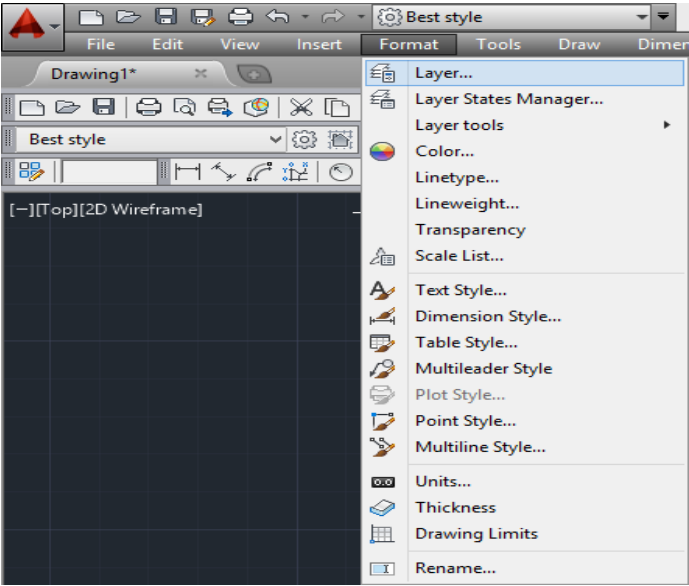 Best style
File Edit View Insert Format Tools Draw Dimen
Drawing1*
Best style
[−][Top][2D Wireframe]
Layer...
Layer States Manager...
Layer tools
Color...
Linetype...
Lineweight...
Transparency
Scale List...
Text Style...
Dimension Style...
Table Style...
Multileader Style
Plot Style...
Point Style...
Multiline Style...
0.0 Units...
Thickness
Drawing Limits
Rename...